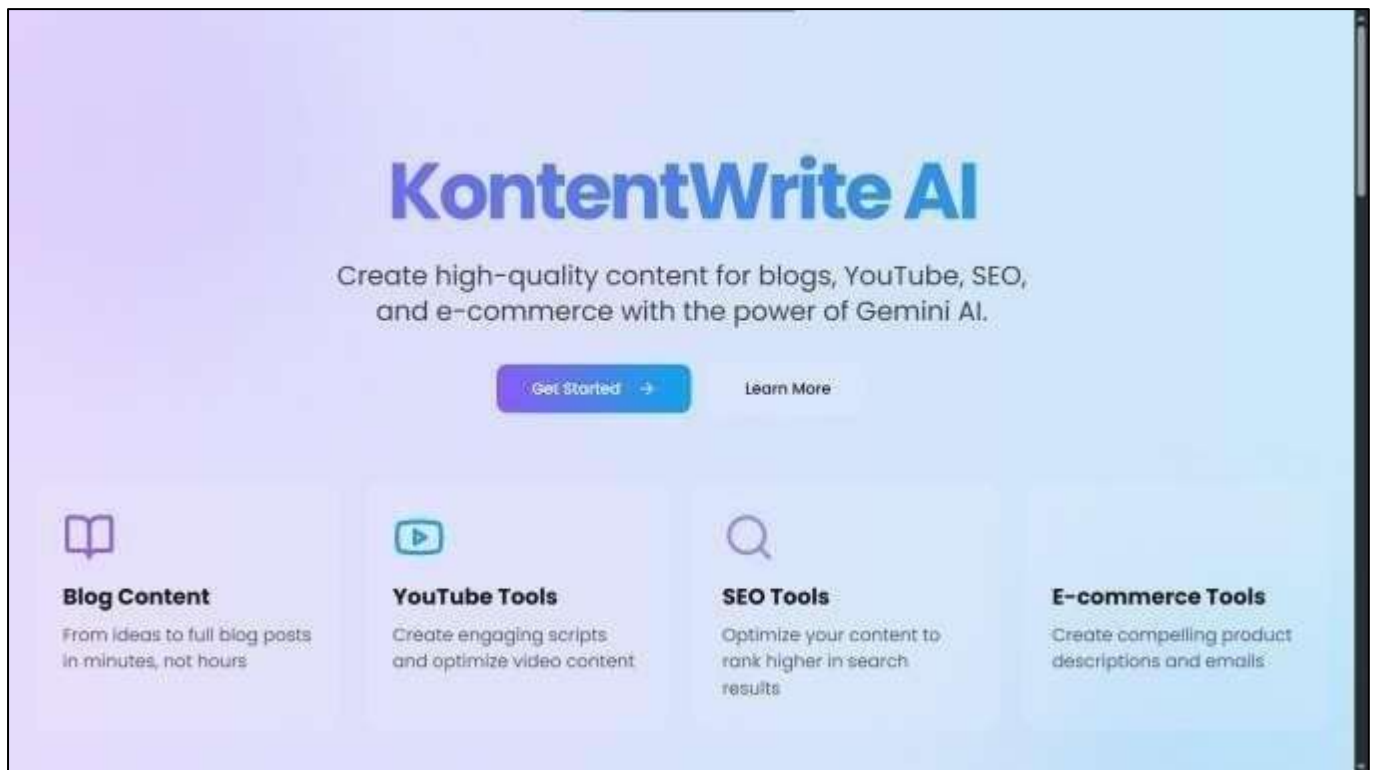 KontentWrite AI
Create high-quality content for blogs, YouTube, SEO,
and e-commerce with the power of Gemini AI.
Get Started →
Learn More
Blog Content
From ideas to full blog posts
in minutes, not hours
YouTube Tools
Create engaging scripts
and optimize video content
SEO Tools
Optimize your content to
rank higher in search
results
E-commerce Tools
Create compelling product
descriptions and emails